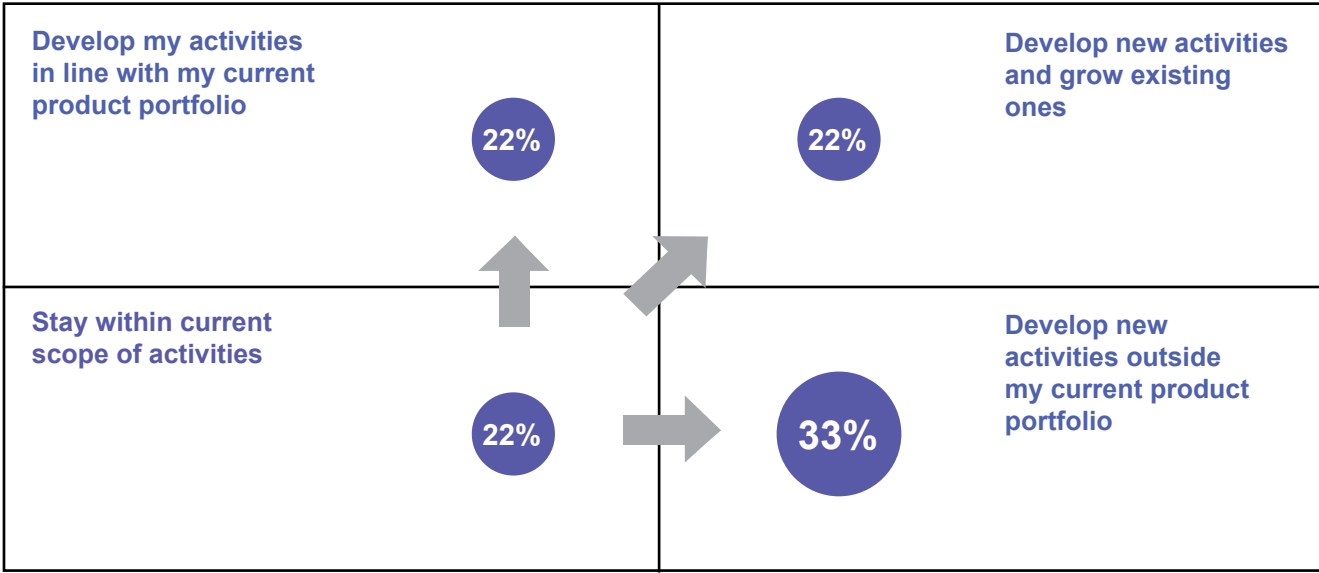 Develop my activities
in line with my current
product portfolio
22%
22%
Develop new activities
and grow existing
ones
Stay within current
scope of activities
22%
33%
Develop new
activities outside
my current product
portfolio